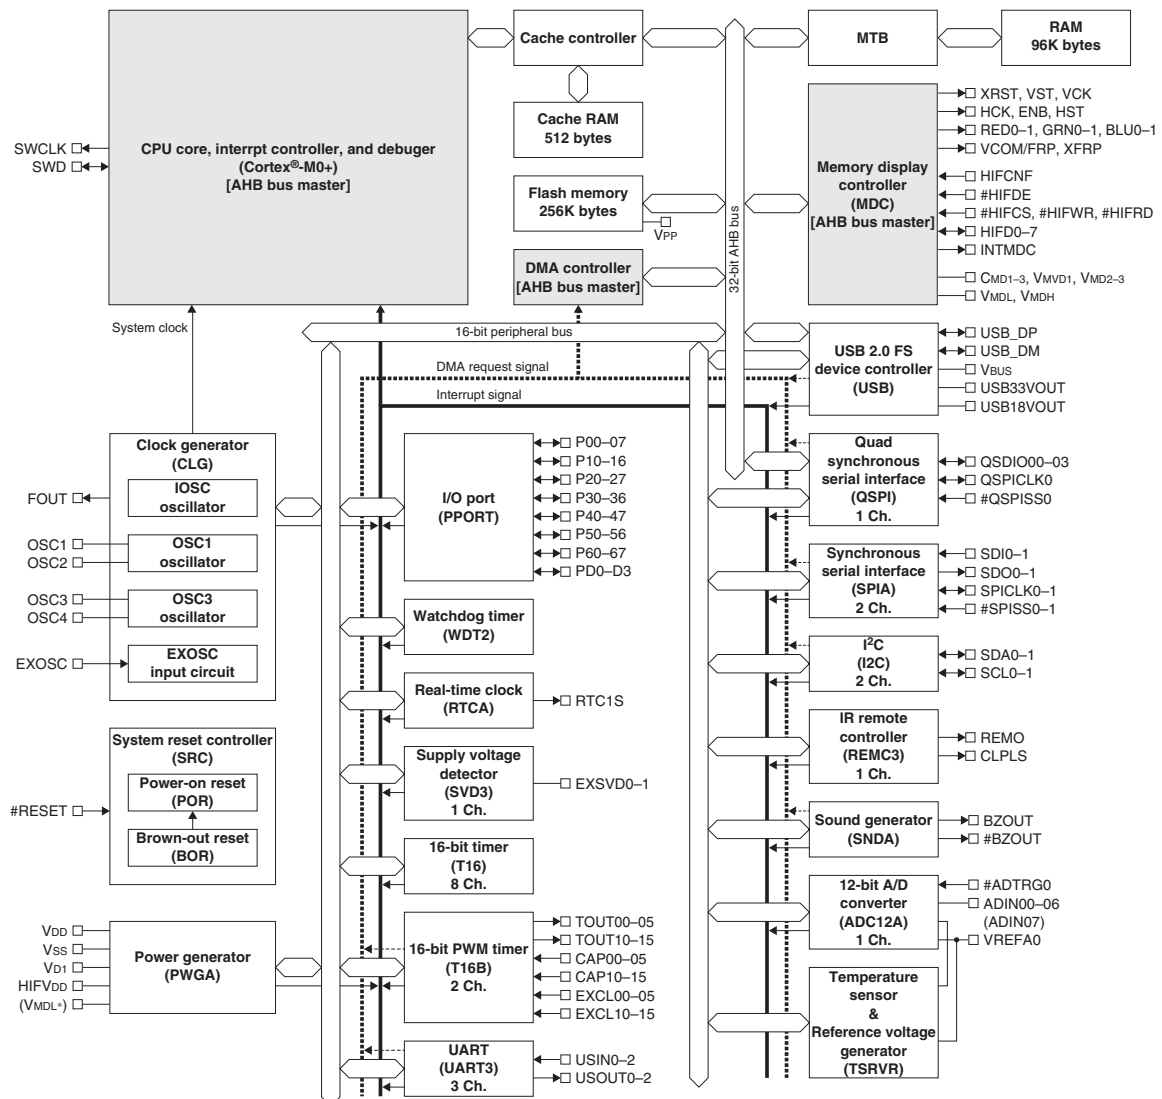 Cache controller
MTB
RAM
96K bytes
Cache RAM
512 bytes
CPU core, interrpt controller, and debuger
(Cortex®-M0+)
[AHB bus master]
SWCLK
SWD
Flash memory
256K bytes
VPP
DMA controller
[AHB bus master]
32-bit AHB bus
Memory display
controller
(MDC)
[AHB bus master]
XRST, VST, VCK
HCK, ENB, HST
RED0–1, GRN0–1, BLU0–1
VCOM/FRP, XFRP
HIFCNF
#HIFDE
#HIFCS, #HIFWR, #HIFRD
HIFD0–7
INTMDC
CMD1–3, VMVD1, VMD2–3
VMDL, VMDH
System clock
16-bit peripheral bus
DMA request signal
Interrupt signal
USB 2.0 FS
device controller
(USB)
USB_DP
USB_DM
VBUS
USB33VOUT
USB18VOUT
Clock generator
(CLG)
IOSC
oscillator
OSC1
oscillator
OSC3
oscillator
EXOSC
input circuit
FOUT
OSC1
OSC2
OSC3
OSC4
EXOSC
I/O port
(PPORT)
P00–07
P10–16
P20–27
P30–36
P40–47
P50–56
P60–67
PD0–D3
Quad
synchronous
serial interface
(QSPI)
1 Ch.
QSDIO00–03
QSPICLK0
#QSPISS0
Synchronous
serial interface
(SPIA)
2 Ch.
SDI0–1
SDO0–1
SPICLK0–1
#SPISS0–1
Watchdog timer
(WDT2)
I²C
(I2C)
2 Ch.
SDA0–1
SCL0–1
Real-time clock
(RTCA)
RTC1S
System reset controller
(SRC)
Power-on reset
(POR)
Brown-out reset
(BOR)
#RESET
Supply voltage
detector
(SVD3)
1 Ch.
EXSVD0–1
IR remote
controller
(REMC3)
1 Ch.
REMO
CLPLS
Sound generator
(SNDA)
BZOUT
#BZOUT
16-bit timer
(T16)
8 Ch.
12-bit A/D
converter
(ADC12A)
1 Ch.
#ADTRG0
ADIN00–06
(ADIN07)
VREFA0
Power generator
(PWGA)
VDD
VSS
VD1
HIFVDD
(VMDL*)
16-bit PWM timer
(T16B)
2 Ch.
TOUT00–05
TOUT10–15
CAP00–05
CAP10–15
EXCL00–05
EXCL10–15
Temperature
sensor
&
Reference voltage
generator
(TSRVR)
UART
(UART3)
3 Ch.
USIN0–2
USOUT0–2